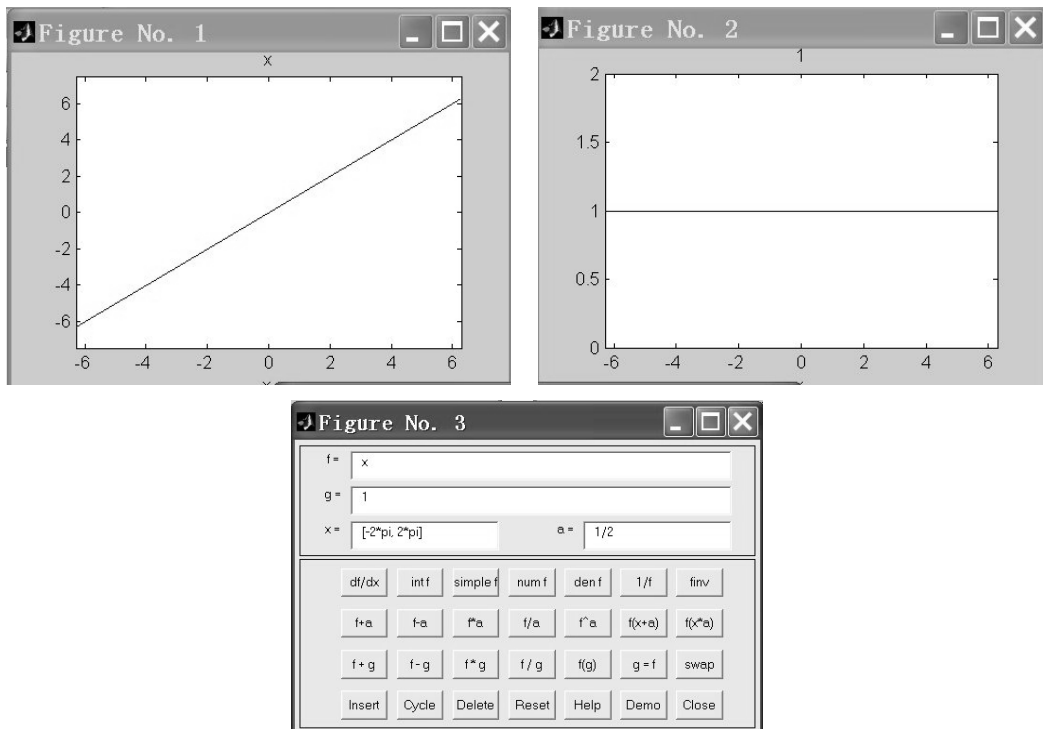 Figure No. 1
x
6
4
2
0
-2
-4
-6
-6 -4 -2 0 2 4 6
Figure No. 2
1
2
1.5
1
0.5
0
-6 -4 -2 0 2 4 6
Figure No. 3
f = x
g = 1
x = [-2*pi, 2*pi] a = 1/2
df/dx int f simple f num f den f 1/f finv
f+a f-a f*a f/a f^a f(x+a) f(x*a)
f + g f - g f * g f / g f(g) g = f swap
Insert Cycle Delete Reset Help Demo Close